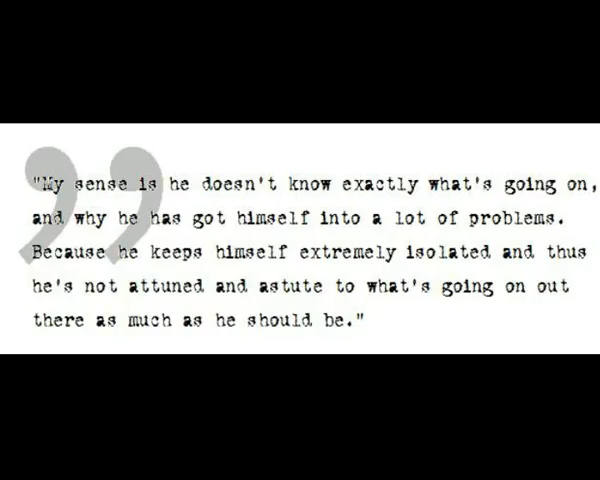 "My sense is he doesn't know exactly what's going on,
and why he has got himself into a lot of problems.
Because he keeps himself extremely isolated and thus
he's not attuned and astute to what's going on out
there as much as he should be."